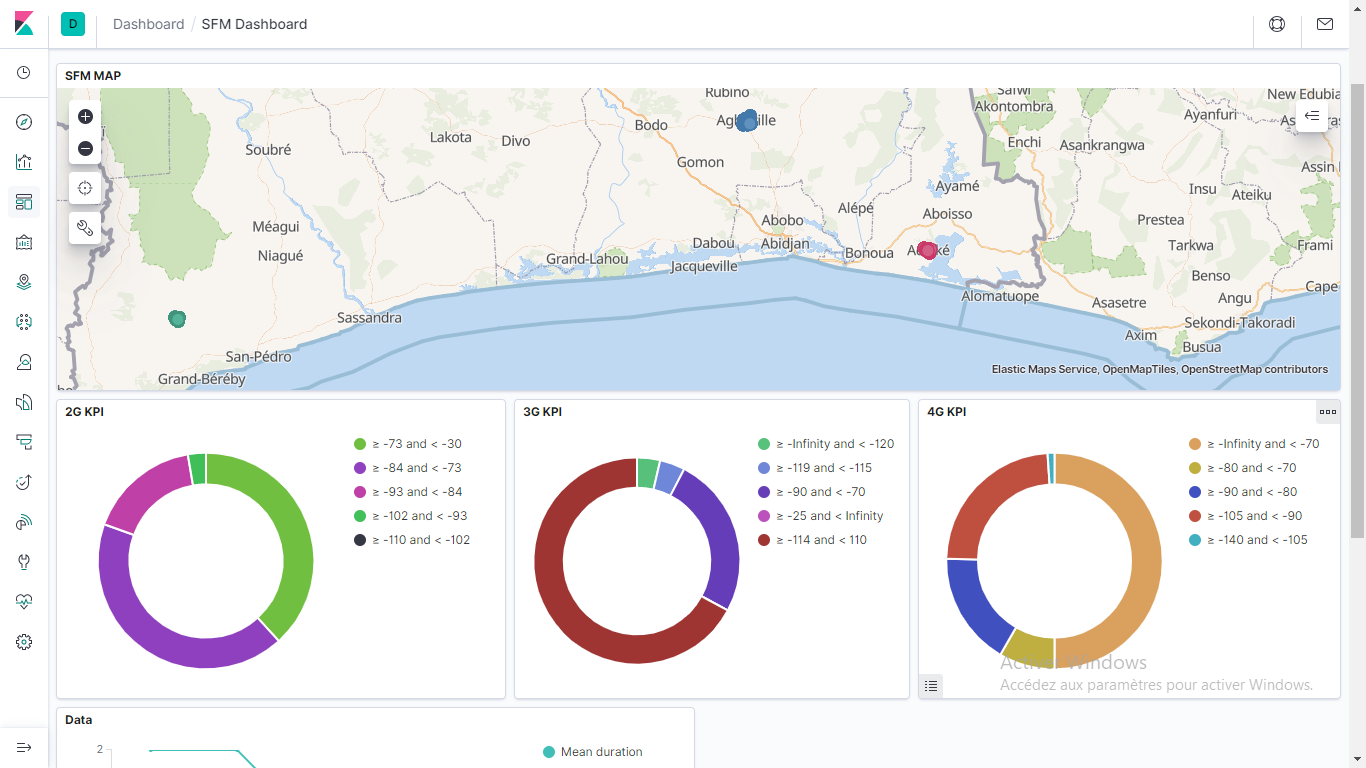 D Dashboard / SFM Dashboard
SFM MAP
Rubino
Safwi
Akontombra
New Edubia
Bodo
Ayanfuri
Lakota
Divo
Soubré
Enchi
Asankrangwa
Gomon
Assin
Ayamé
Insu
Ateiku
Alépé
Aboisso
Abobo
Prestea
Méagui
Dabou
Abidjan
Tarkwa
Frami
Niagué
Grand-Lahou
Jacqueville
Bonoua
Benso
Cape
Alomatuope
Asasetre
Angu
Sassandra
Sekondi-Takoradi
Axim
Busua
San-Pédro
Grand-Béréby
Elastic Maps Service, OpenMapTiles, OpenStreetMap contributors
2G KPI
≥ -73 and < -30
≥ -84 and < -73
≥ -93 and < -84
≥ -102 and < -93
≥ -110 and < -102
3G KPI
≥ -Infinity and < -120
≥ -119 and < -115
≥ -90 and < -70
≥ -25 and < Infinity
≥ -114 and < 110
4G KPI
≥ -Infinity and < -70
≥ -80 and < -70
≥ -90 and < -80
≥ -105 and < -90
≥ -140 and < -105
Activer Windows
Accédez aux paramètres pour activer Windows.
Data
2
Mean duration